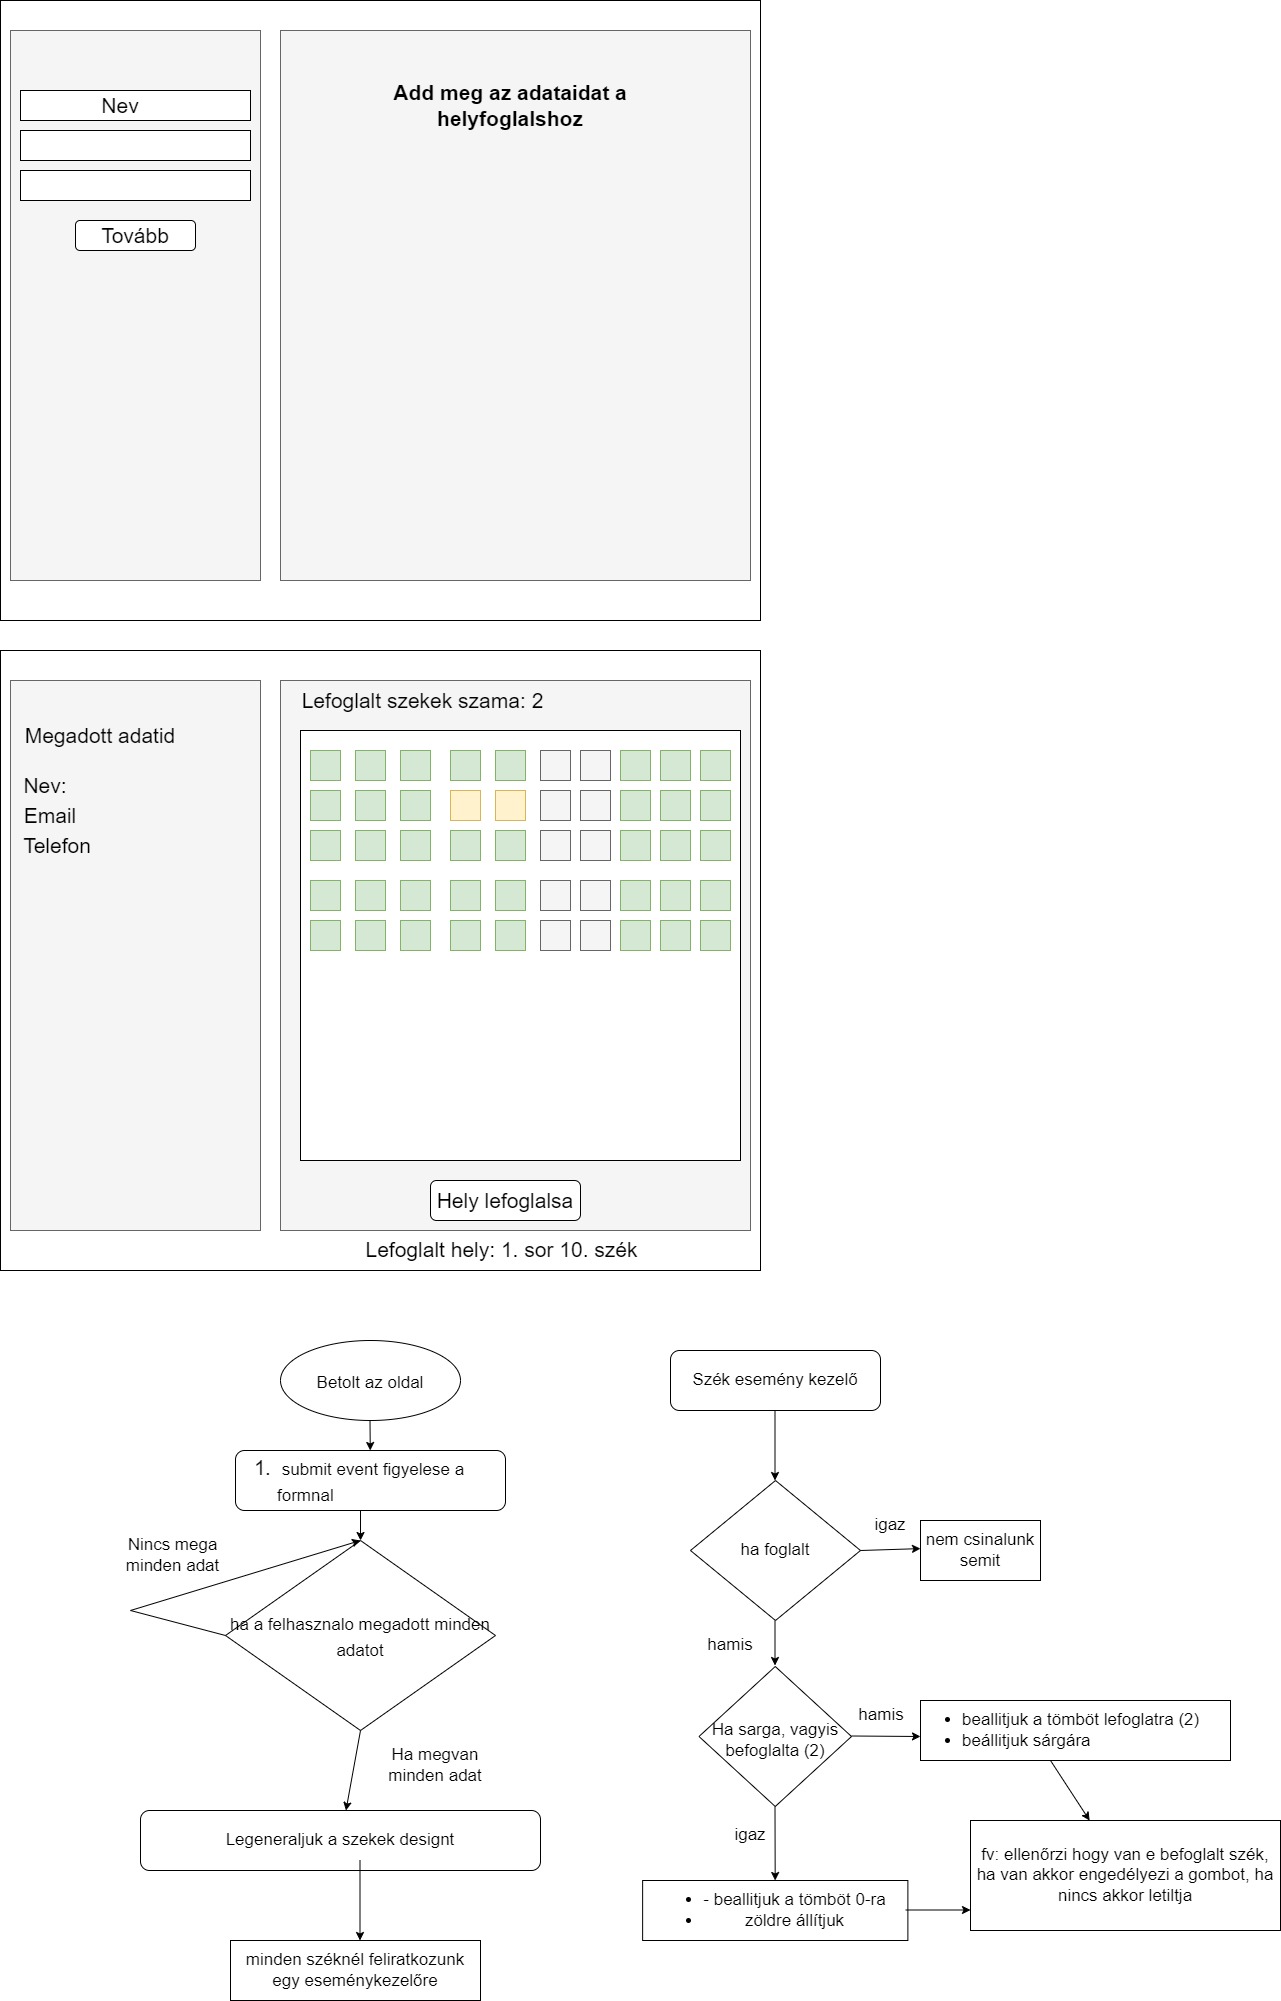 Nev
Tovább
Add meg az adataidat a
helyfoglalshoz
Lefoglalt szekek szama: 2
Megadott adatid
Nev:
Email
Telefon
Hely lefoglalsa
Lefoglalt hely: 1. sor 10. szék
Betolt az oldal
1. submit event figyelese a
formnal
Nincs mega
minden adat
ha a felhasznalo megadott minden
adatot
Ha megvan
minden adat
Legeneraljuk a szekek designt
minden széknél feliratkozunk
egy eseménykezelőre
Szék esemény kezelő
ha foglalt
igaz
nem csinalunk
semit
hamis
Ha sarga, vagyis
befoglalta (2)
hamis
• beallitjuk a tömböt lefoglatra (2)
• beállitjuk sárgára
igaz
• - beallitjuk a tömböt 0-ra
• zöldre állítjuk
fv: ellenőrzi hogy van e befoglalt szék,
ha van akkor engedélyezi a gombot, ha
nincs akkor letiltja